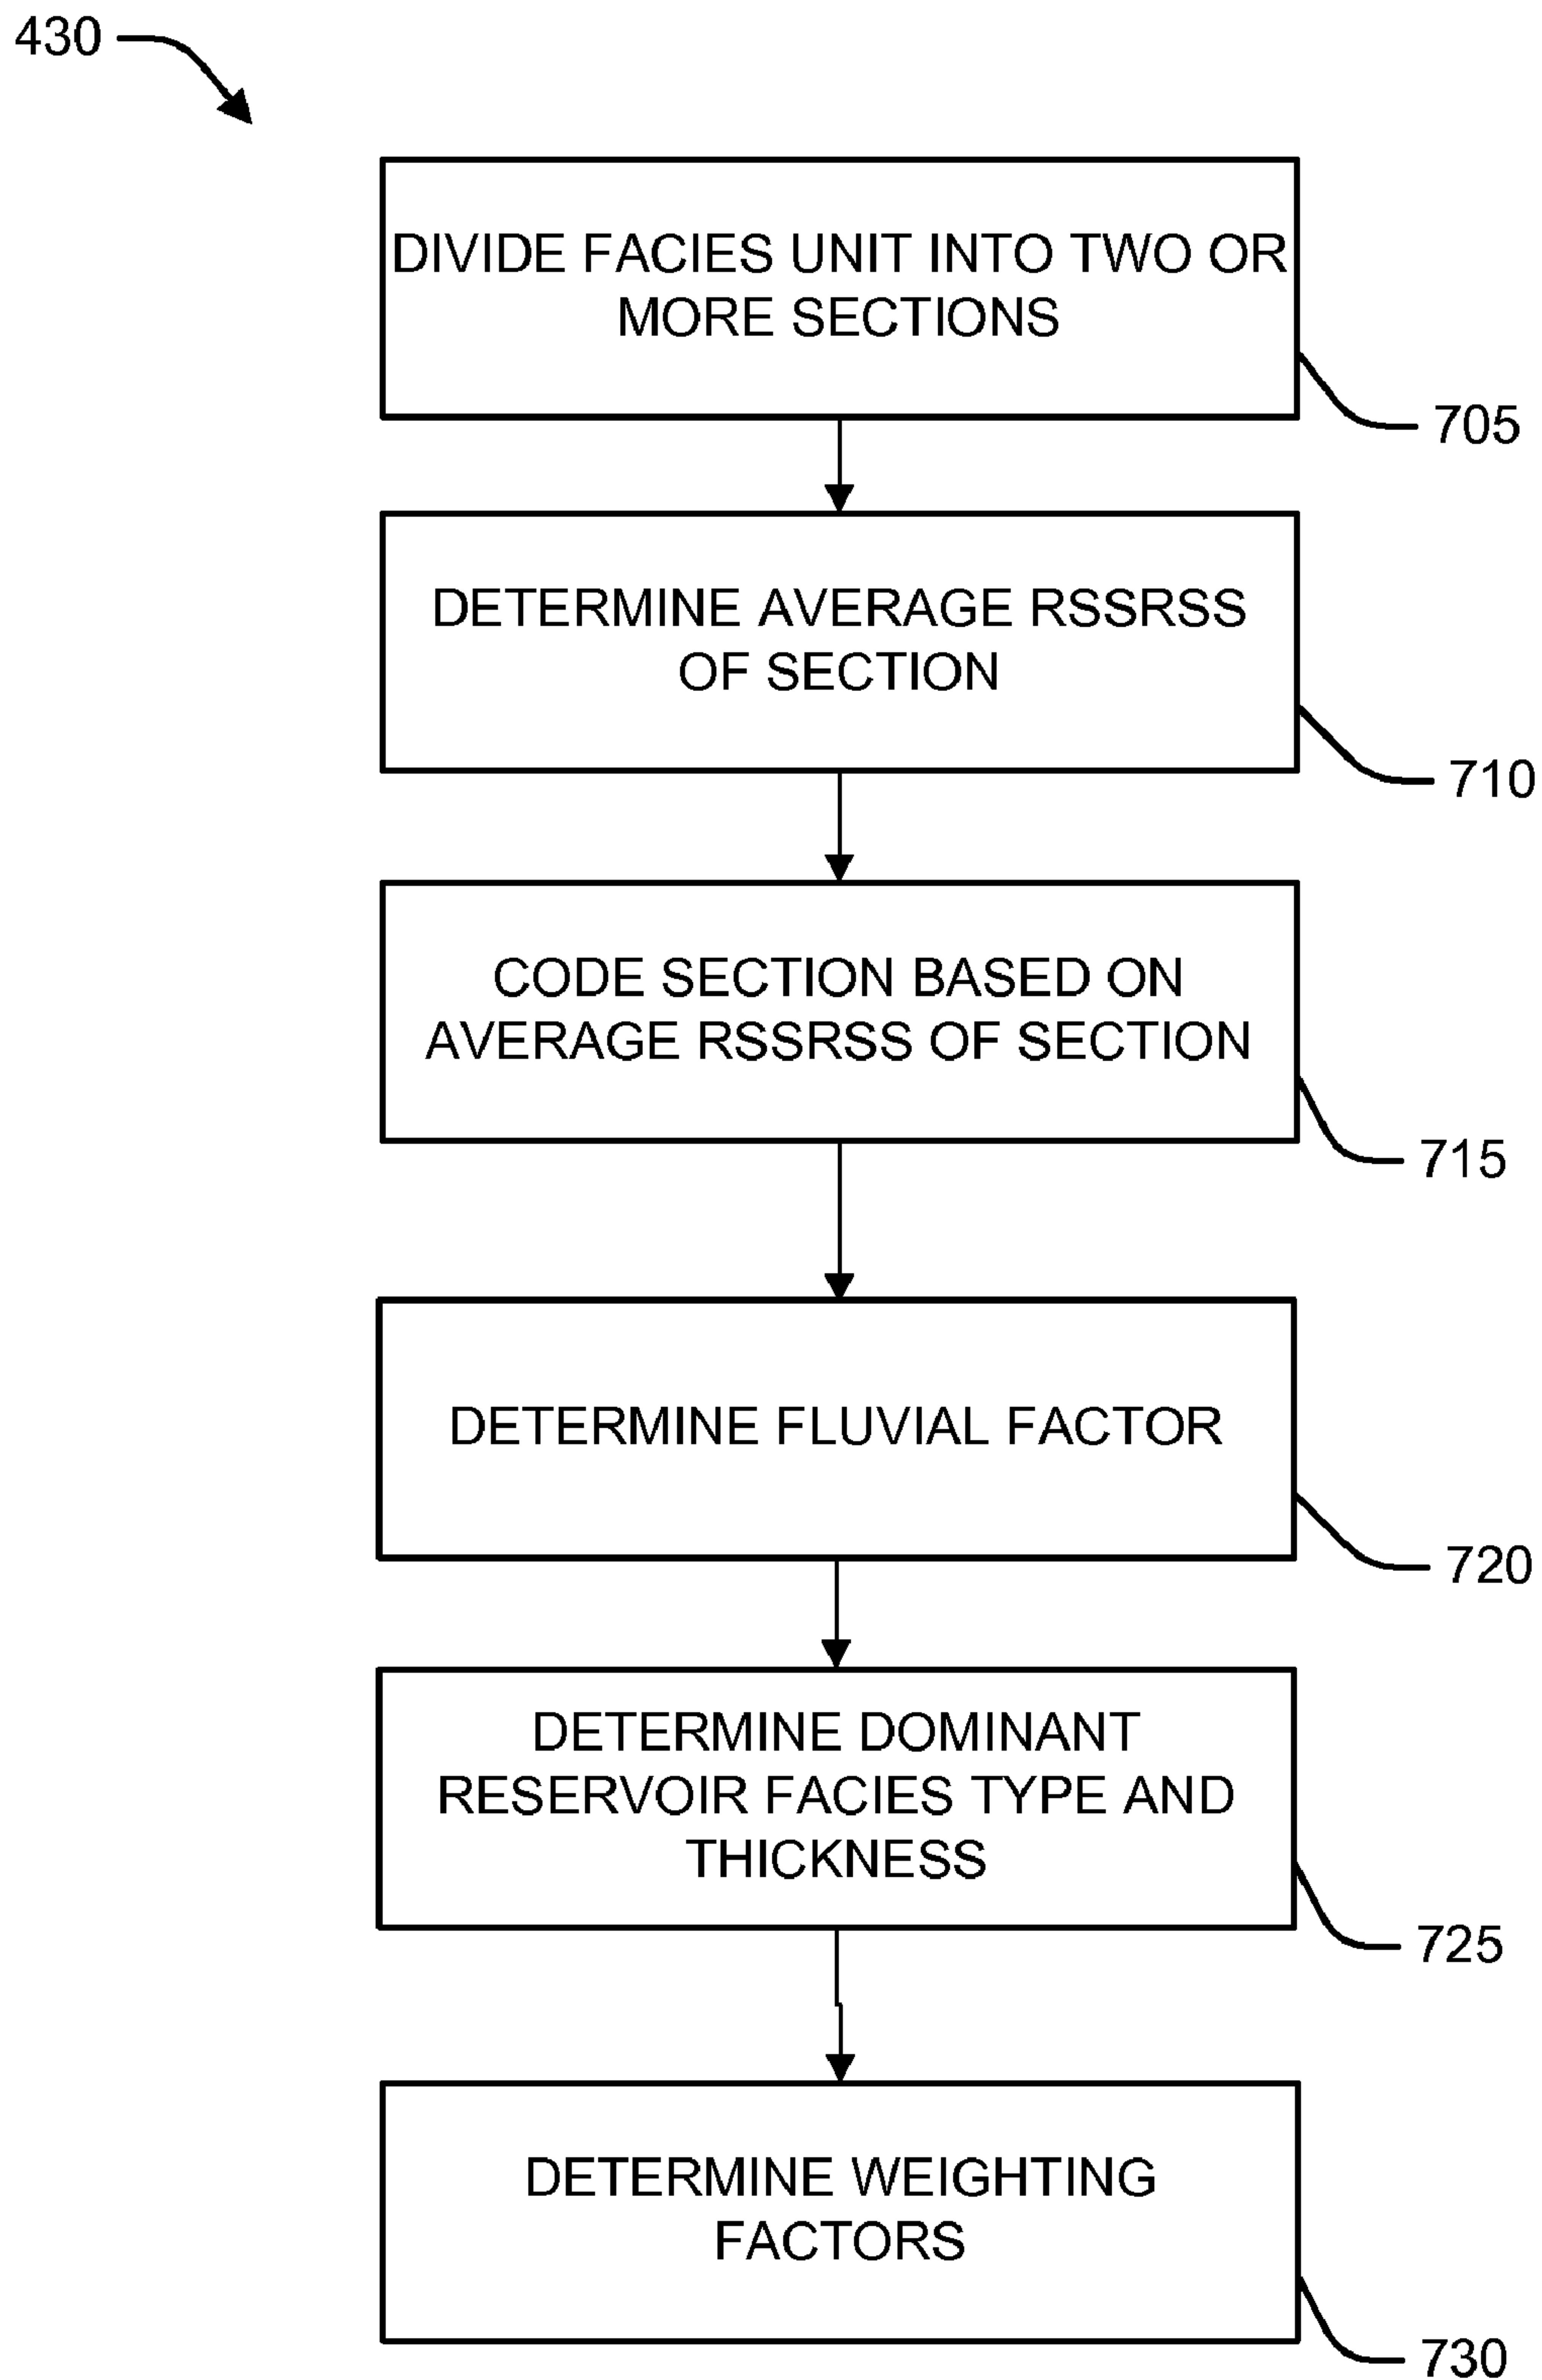 430
DIVIDE FACIES UNIT INTO TWO OR
MORE SECTIONS
705
DETERMINE AVERAGE RSSRSS
OF SECTION
710
CODE SECTION BASED ON
AVERAGE RSSRSS OF SECTION
715
DETERMINE FLUVIAL FACTOR
720
DETERMINE DOMINANT
RESERVOIR FACIES TYPE AND
THICKNESS
725
DETERMINE WEIGHTING
FACTORS
730